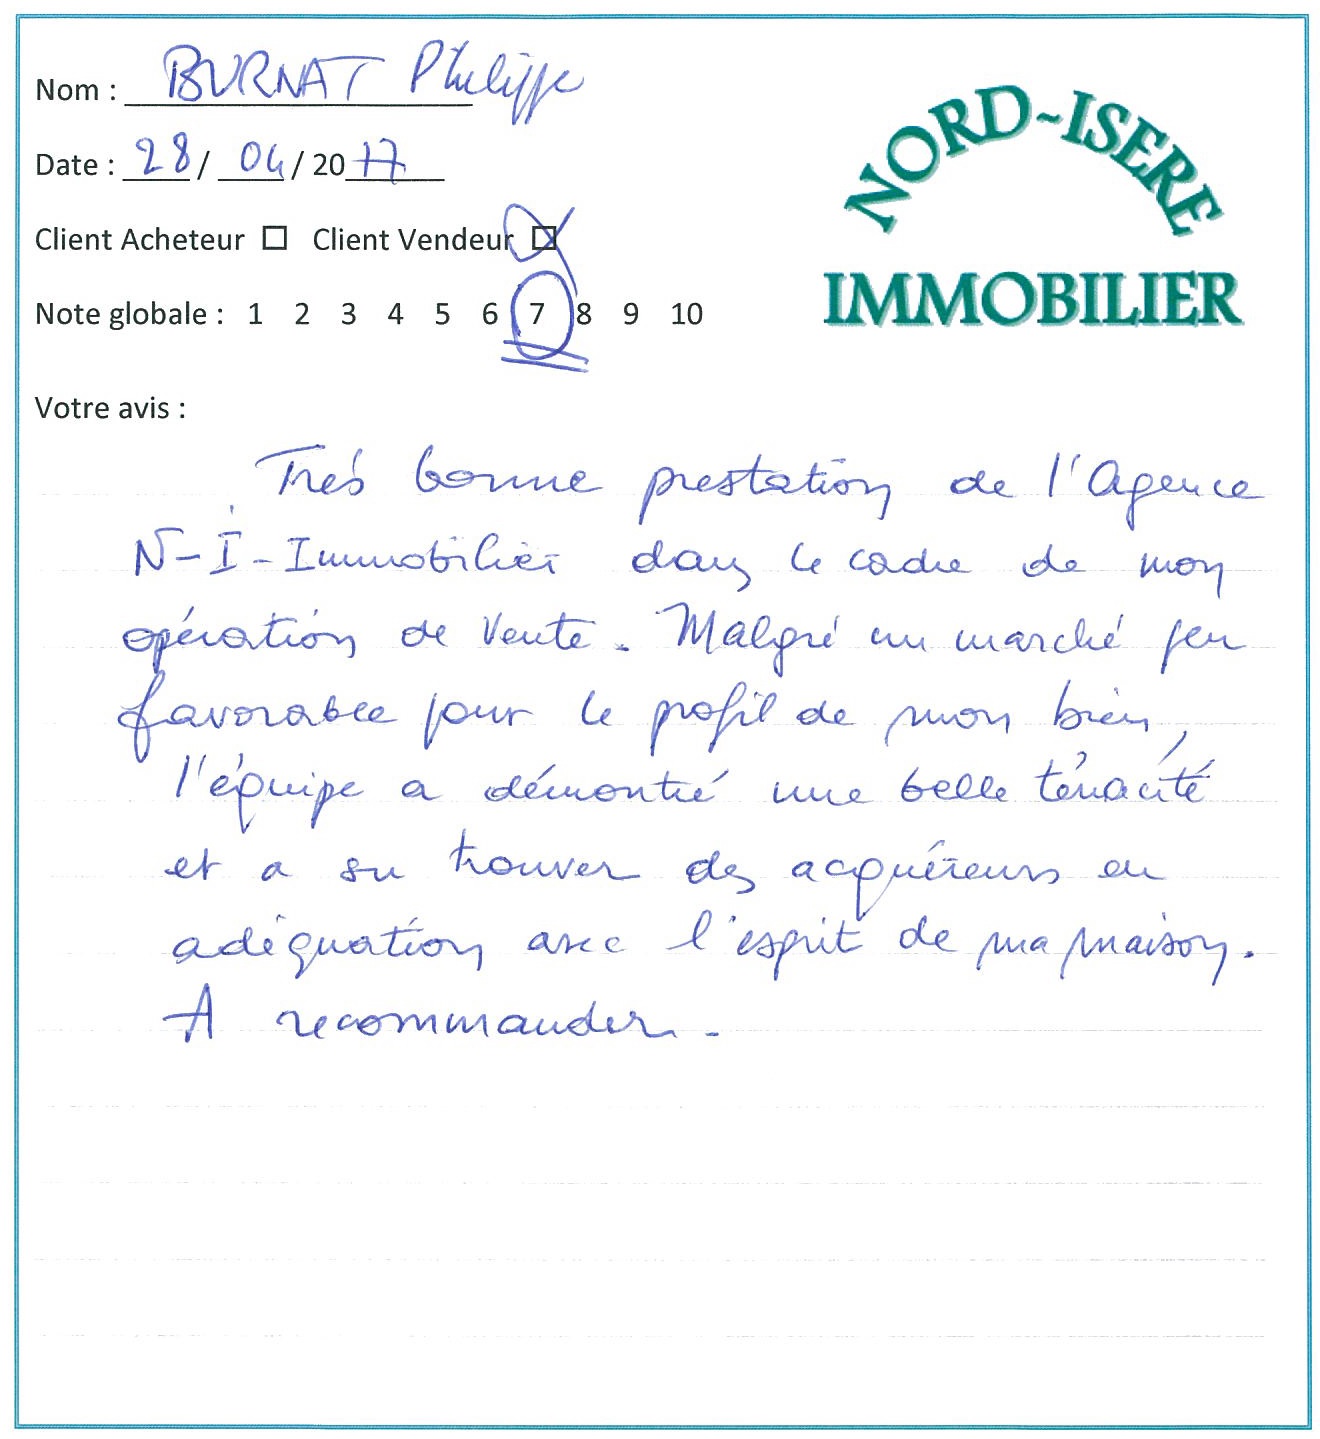 Nom : BURNAT Philippe
Date : 28 / 04 / 2017
Client Acheteur ☐ Client Vendeur ☒
Note globale : 1 2 3 4 5 6 7 8 9 10
NORD-ISERE
IMMOBILIER
Votre avis :
Très bonne prestation de l'Agence
N-I-Immobilier dans le cadre de mon
opération de vente. Malgré un marché peu
favorable pour le profil de mon bien,
l'équipe a démontré une belle ténacité
et a su trouver des acquéreurs en
adéquation avec l'esprit de ma maison.
A recommander.